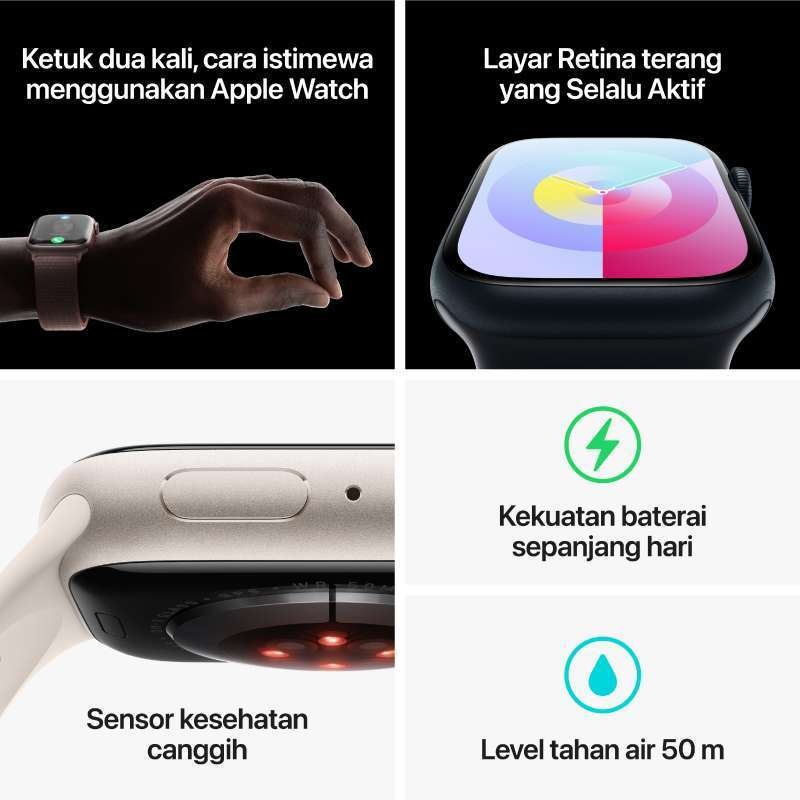 Ketuk dua kali, cara istimewa
menggunakan Apple Watch
Layar Retina terang
yang Selalu Aktif
Sensor kesehatan
canggih
Kekuatan baterai
sepanjang hari
Level tahan air 50 m